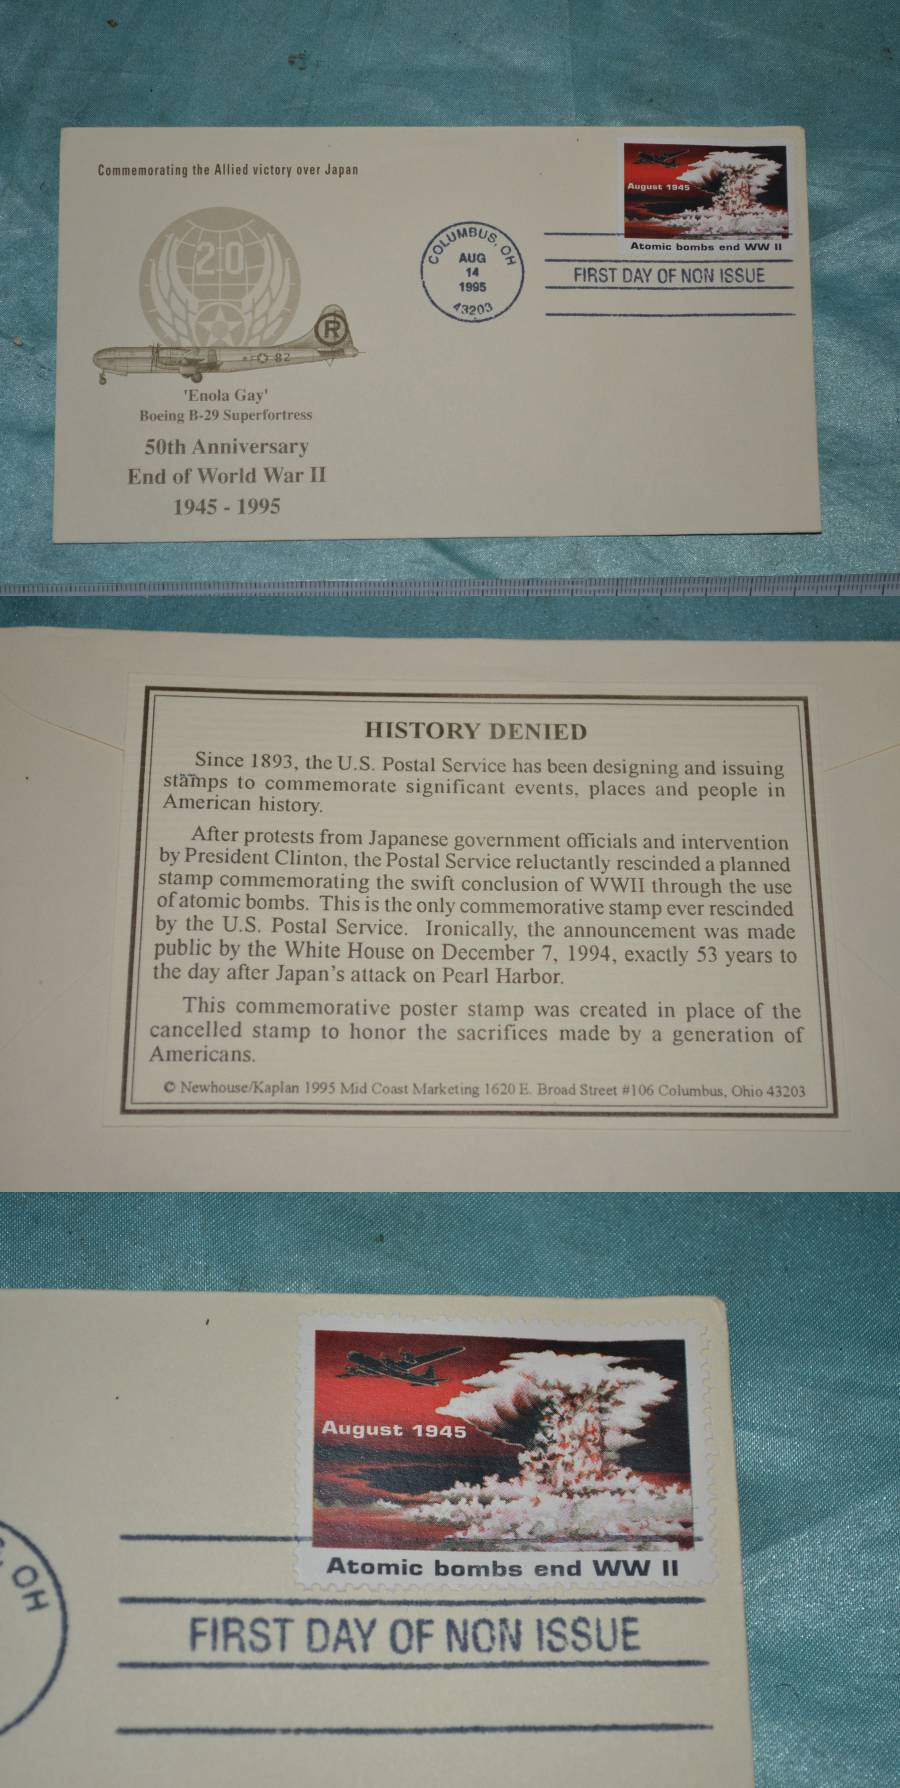 Commemorating the Allied victory over Japan
20
R
82
'Enola Gay'
Boeing B-29 Superfortress
50th Anniversary
End of World War II
1945 - 1995
COLUMBUS, OH
AUG
14
1995
43203
August 1945
Atomic bombs end WW II
FIRST DAY OF NON ISSUE
HISTORY DENIED
Since 1893, the U.S. Postal Service has been designing and issuing
stamps to commemorate significant events, places and people in
American history.
After protests from Japanese government officials and intervention
by President Clinton, the Postal Service reluctantly rescinded a planned
stamp commemorating the swift conclusion of WWII through the use
of atomic bombs. This is the only commemorative stamp ever rescinded
by the U.S. Postal Service. Ironically, the announcement was made
public by the White House on December 7, 1994, exactly 53 years to
the day after Japan's attack on Pearl Harbor.
This commemorative poster stamp was created in place of the
cancelled stamp to honor the sacrifices made by a generation of
Americans.
© Newhouse/Kaplan 1995 Mid Coast Marketing 1620 E. Broad Street #106 Columbus, Ohio 43203
August 1945
Atomic bombs end WW II
, OH
FIRST DAY OF NON ISSUE